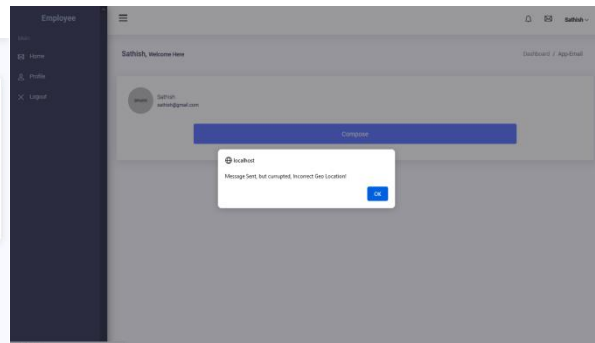 Employee
Main
Home
Profile
Logout
Sathish
Sathish, Welcome Here
Dashboard / App-Email
Sathish
sathish@gmail.com
Compose
localhost
Message Sent, but currupted, Incorrect Geo Location!
OK